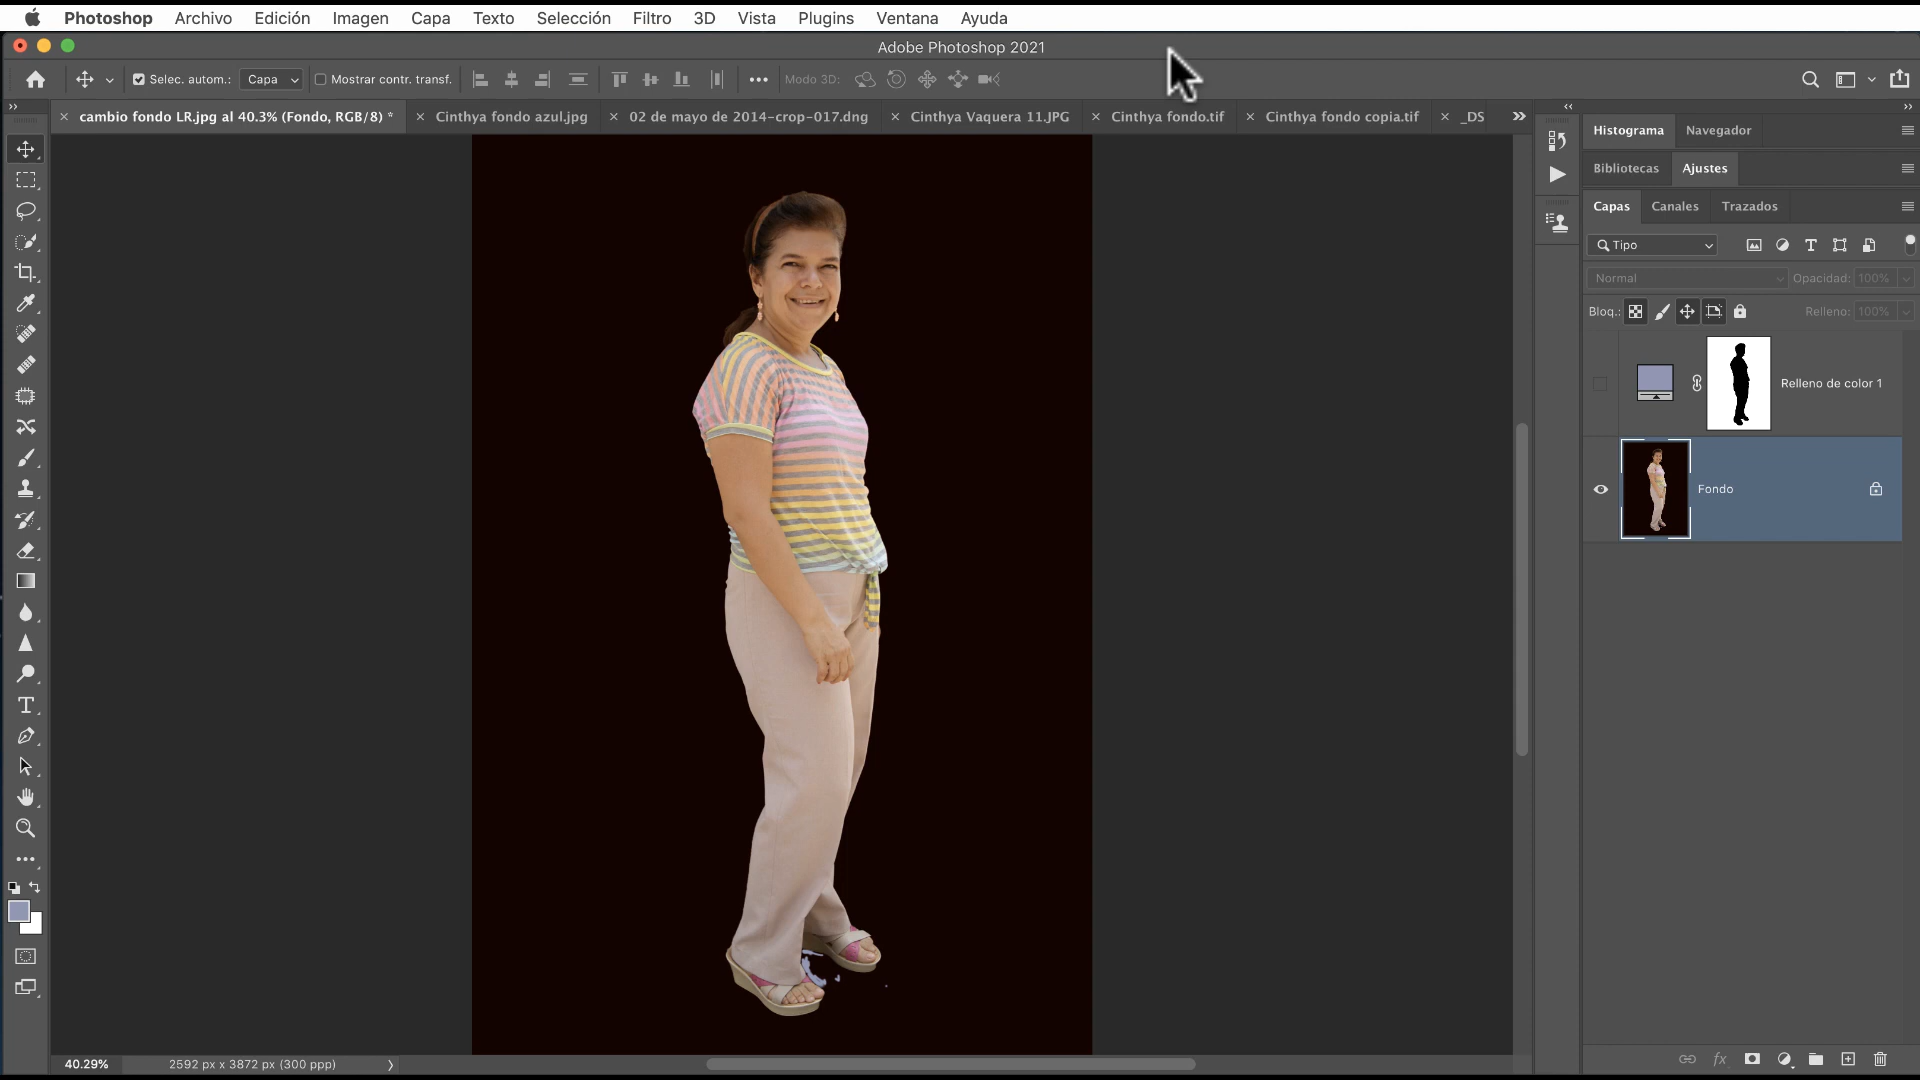 Photoshop Archivo Edición Imagen Capa Texto Selección Filtro 3D Vista Plugins Ventana Ayuda
Adobe Photoshop 2021
Selec. autom.: Capa Mostrar contr. transf. Modo 3D:
cambio fondo LR.jpg al 40.3% (Fondo, RGB/8) * Cinthya fondo azul.jpg 02 de mayo de 2014-crop-017.dng Cinthya Vaquera 11.JPG Cinthya fondo.tif Cinthya fondo copia.tif _DS
Histograma Navegador
Bibliotecas Ajustes
Capas Canales Trazados
Tipo
Normal Opacidad: 100%
Bloq.: Relleno: 100%
Relleno de color 1
Fondo
40.29% 2592 px x 3872 px (300 ppp)